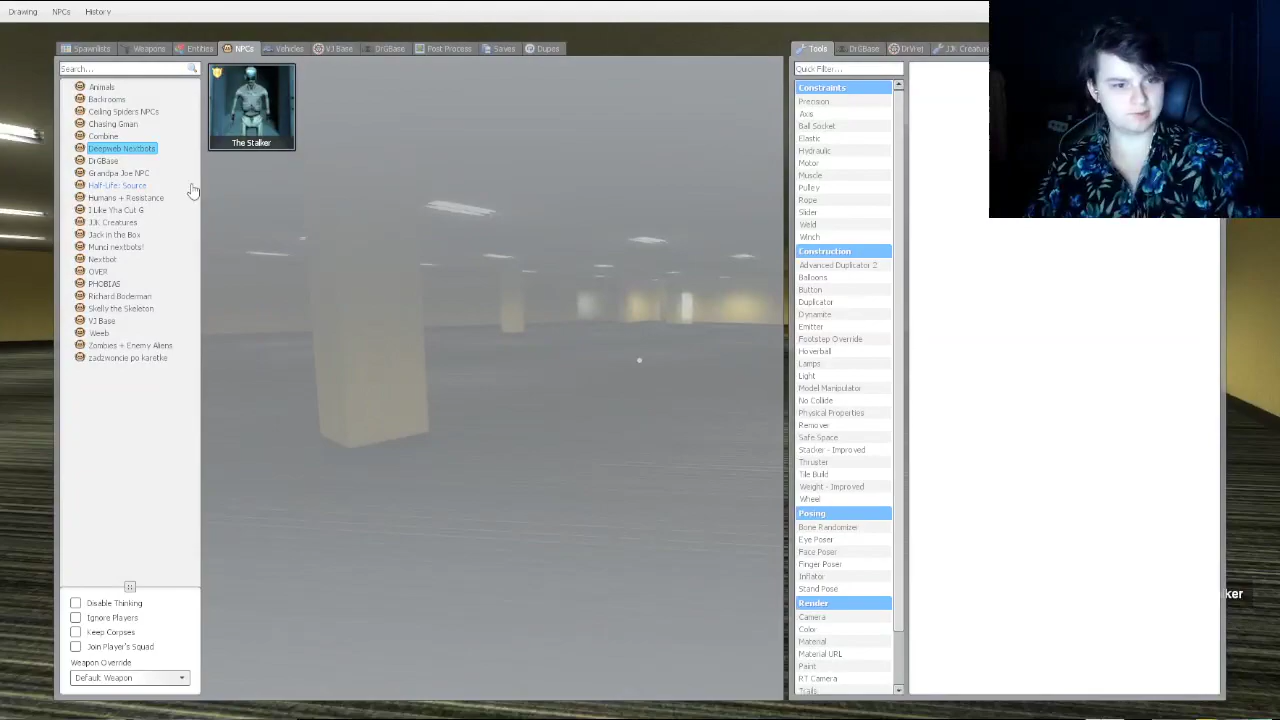 Drawing NPCs History
Spawnlists Weapons Entities NPCs Vehicles VJ Base DrGBase Post Process Saves Dupes
Search...
Animals
Backrooms
Ceiling Spiders NPCs
Chasing Gman
Combine
Deepweb Nextbots
DrGBase
Grandpa Joe NPC
Half-Life: Source
Humans + Resistance
I Like Yha Cut G
JJK Creatures
Jack in the Box
Munci nextbots!
Nextbot
OVER
PHOBIAS
Richard Boderman
Skelly the Skeleton
VJ Base
Weeb
Zombies + Enemy Aliens
zadzwoncie po karetke
The Stalker
Disable Thinking
Ignore Players
Keep Corpses
Join Player's Squad
Weapon Override
Default Weapon
Tools DrGBase DrVrej
Quick Filter...
Constraints
Precision
Axis
Ball Socket
Elastic
Hydraulic
Motor
Muscle
Pulley
Rope
Slider
Weld
Winch
Construction
Advanced Duplicator 2
Balloons
Button
Duplicator
Dynamite
Emitter
Footstep Override
Hoverball
Lamps
Light
Model Manipulator
No Collide
Physical Properties
Remover
Safe Space
Stacker - Improved
Thruster
Tile Build
Weight - Improved
Wheel
Posing
Bone Randomizer
Eye Poser
Face Poser
Finger Poser
Inflator
Stand Pose
Render
Camera
Color
Material
Material URL
Paint
RT Camera
Trails